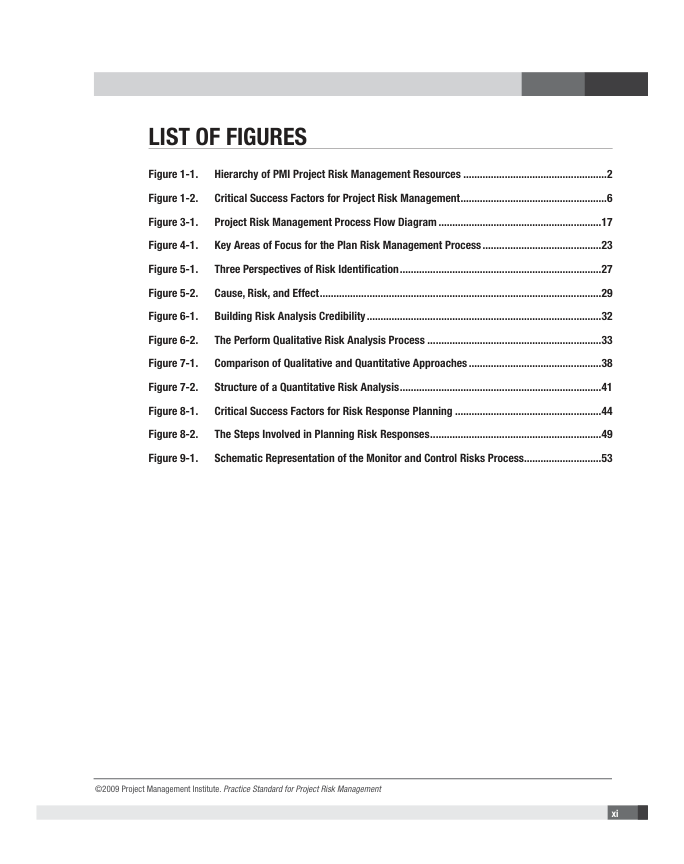 LIST OF FIGURES
Figure 1-1. Hierarchy of PMI Project Risk Management Resources ....................................................2
Figure 1-2. Critical Success Factors for Project Risk Management.....................................................6
Figure 3-1. Project Risk Management Process Flow Diagram ...........................................................17
Figure 4-1. Key Areas of Focus for the Plan Risk Management Process...........................................23
Figure 5-1. Three Perspectives of Risk Identification.........................................................................27
Figure 5-2. Cause, Risk, and Effect......................................................................................................29
Figure 6-1. Building Risk Analysis Credibility.....................................................................................32
Figure 6-2. The Perform Qualitative Risk Analysis Process ...............................................................33
Figure 7-1. Comparison of Qualitative and Quantitative Approaches................................................38
Figure 7-2. Structure of a Quantitative Risk Analysis.........................................................................41
Figure 8-1. Critical Success Factors for Risk Response Planning .....................................................44
Figure 8-2. The Steps Involved in Planning Risk Responses..............................................................49
Figure 9-1. Schematic Representation of the Monitor and Control Risks Process............................53
©2009 Project Management Institute. Practice Standard for Project Risk Management
xi